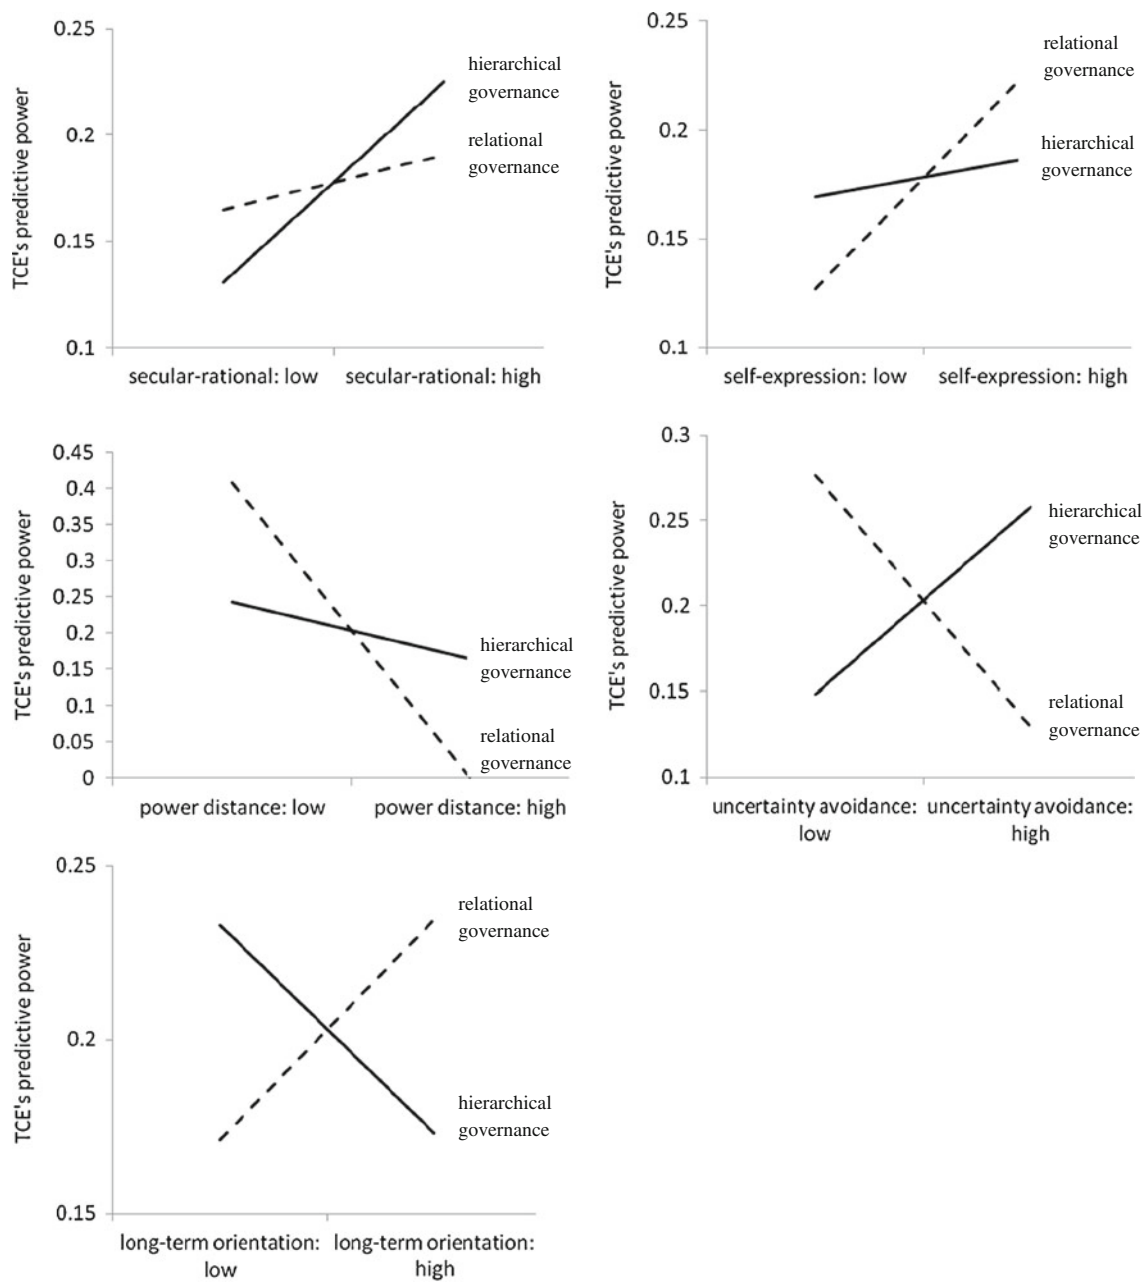 0.25
0.2
0.15
0.1
TCE's predictive power
hierarchical
governance
relational
governance
secular-rational: low
secular-rational: high
0.25
0.2
0.15
0.1
TCE's predictive power
relational
governance
hierarchical
governance
self-expression: low
self-expression: high
0.45
0.4
0.35
0.3
0.25
0.2
0.15
0.1
0.05
0
TCE's predictive power
hierarchical
governance
relational
governance
power distance: low
power distance: high
0.3
0.25
0.2
0.15
0.1
TCE's predictive power
hierarchical
governance
relational
governance
uncertainty avoidance:
low
uncertainty avoidance:
high
0.25
0.2
0.15
TCE's predictive power
relational
governance
hierarchical
governance
long-term orientation:
low
long-term orientation:
high